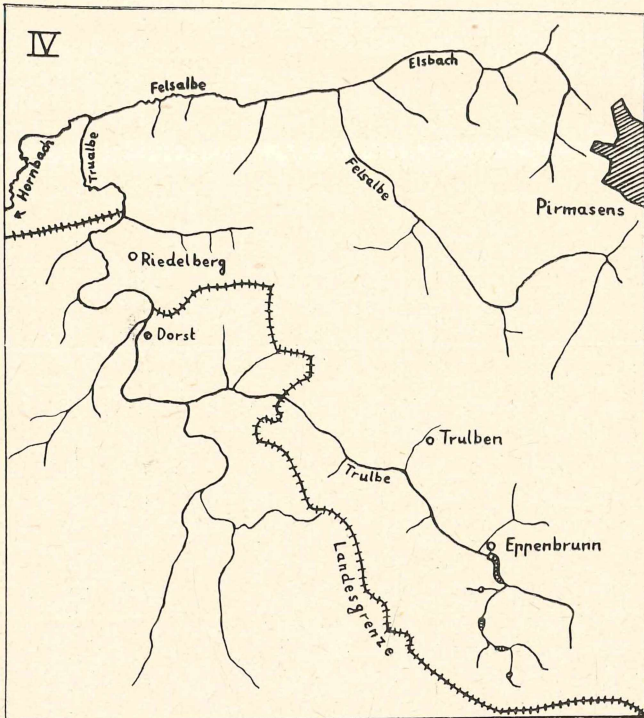 IV
Elsbach
Felsalbe
Hornbach
Trualbe
Felsalbe
Pirmasens
Riedelberg
Dorst
Trulben
Trulbe
Eppenbrunn
Landesgrenze